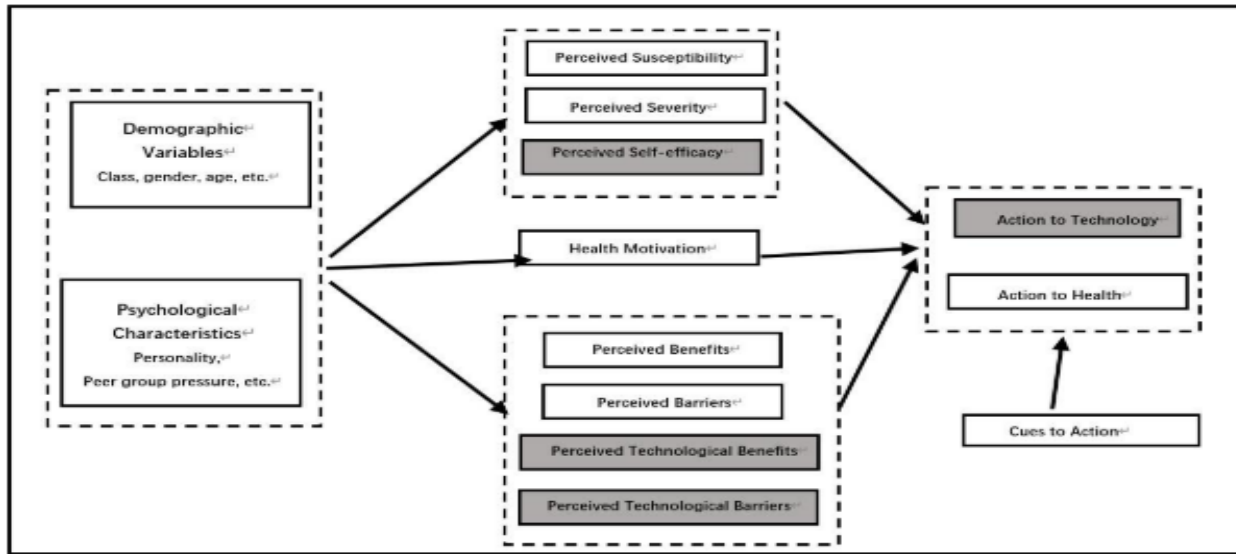 Demographic
Variables
Class, gender, age, etc.
Psychological
Characteristics
Personality,
Peer group pressure, etc.
Perceived Susceptibility
Perceived Severity
Perceived Self-efficacy
Health Motivation
Perceived Benefits
Perceived Barriers
Perceived Technological Benefits
Perceived Technological Barriers
Action to Technology
Action to Health
Cues to Action